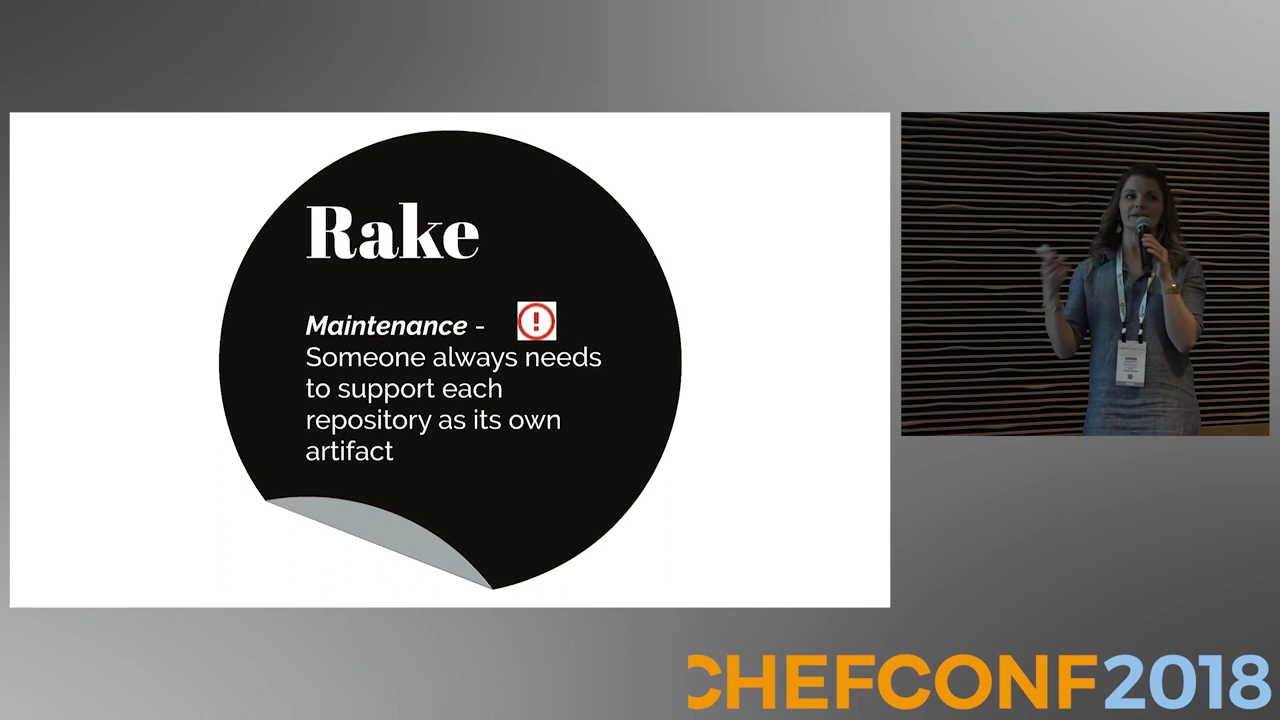 Rake
Maintenance -
Someone always needs
to support each
repository as its own
artifact
CHEFCONF2018